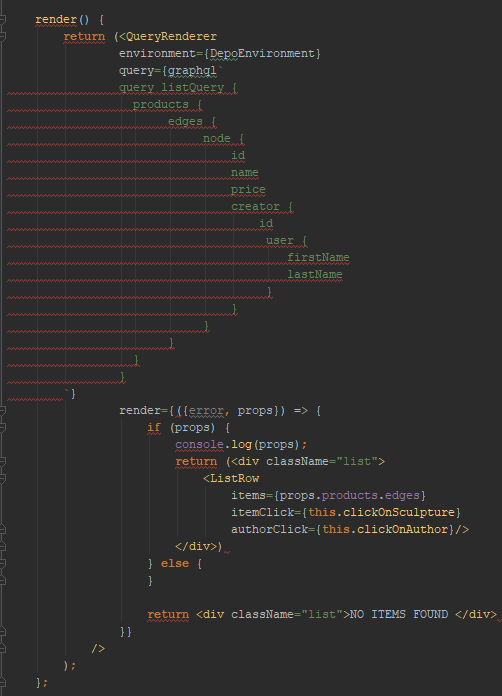 render() {
return (<QueryRenderer
environment={DepoEnvironment}
query={graphql`
query listQuery {
products {
edges {
node {
id
name
price
creator {
id
user {
firstName
lastName
}
}
}
}
}
}
`}
render={({error, props}) => {
if (props) {
console.log(props);
return (<div className="list">
<ListRow
items={props.products.edges}
itemClick={this.clickOnSculpture}
authorClick={this.clickOnAuthor}/>
</div>)
} else {
}
return <div className="list">NO ITEMS FOUND </div>
}}
/>
);
};